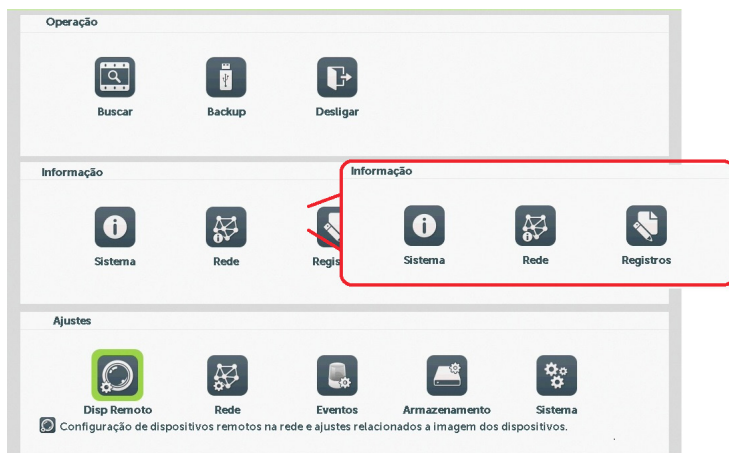 Operação
Buscar Backup Desligar
Informação
Sistema Rede Regis
Informação
Sistema Rede Registros
Ajustes
Disp Remoto Rede Eventos Armazenamento Sistema
Configuração de dispositivos remotos na rede e ajustes relacionados a imagem dos dispositivos.